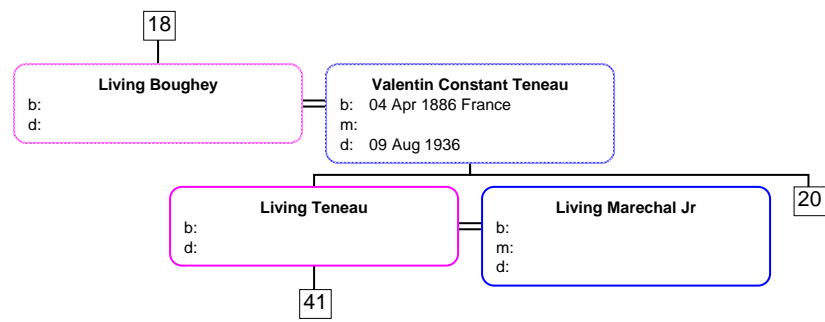 18
Living Boughey
b:
d:
Valentin Constant Teneau
b: 04 Apr 1886 France
m:
d: 09 Aug 1936
Living Teneau
b:
d:
Living Marechal Jr
b:
m:
d:
20
41